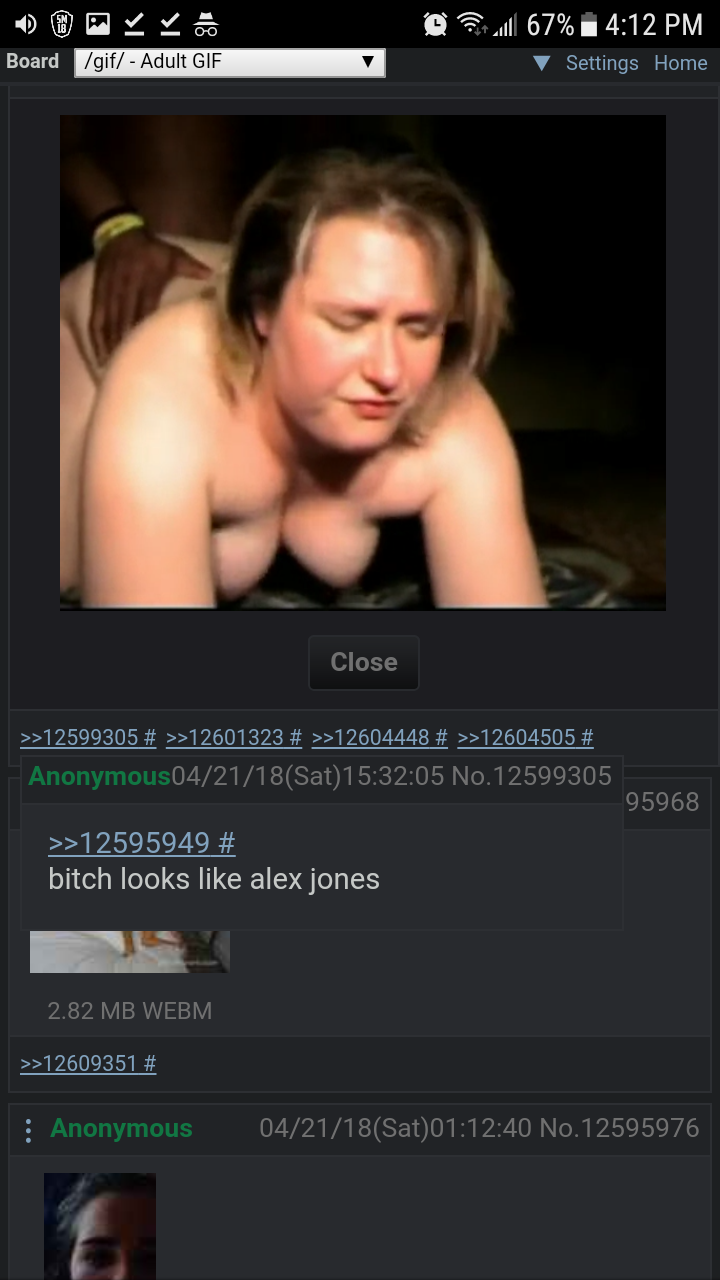 67% 4:12 PM
Board /gif/ - Adult GIF ▼ ▼ Settings Home
Close
>>12599305 # >>12601323 # >>12604448 # >>12604505 #
Anonymous04/21/18(Sat)15:32:05 No.12599305
95968
>>12595949 #
bitch looks like alex jones
2.82 MB WEBM
>>12609351 #
Anonymous 04/21/18(Sat)01:12:40 No.12595976